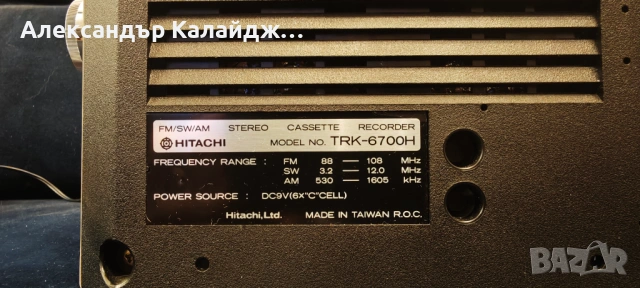 Александър Калайдж...
FM/SW/AM STEREO CASSETTE RECORDER
HITACHI MODEL NO. TRK-6700H
FREQUENCY RANGE : FM 88 — 108 MHz
SW 3.2 — 12.0 MHz
AM 530 — 1605 kHz
POWER SOURCE : DC9V(6×"C"CELL)
Hitachi,Ltd. MADE IN TAIWAN R.O.C.
BAZAR